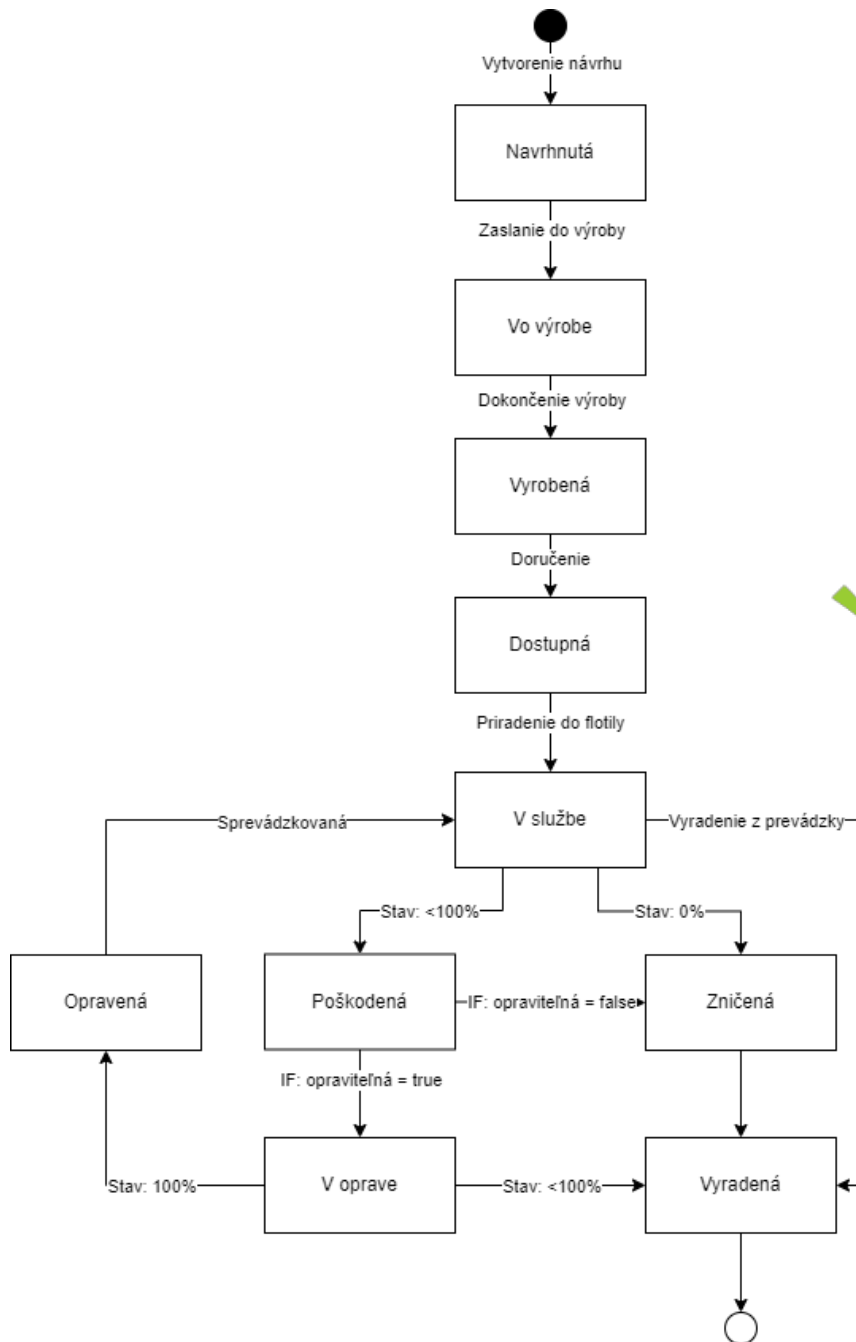 Vytvorenie návrhu
Navrhnutá
Zaslanie do výroby
Vo výrobe
Dokončenie výroby
Vyrobená
Doručenie
Dostupná
Priradenie do flotily
V službe
Sprevádzkovaná
Vyradenie z prevádzky
Stav: <100%
Stav: 0%
Opravená
Poškodená
IF: opraviteľná = false
Zničená
IF: opraviteľná = true
Stav: 100%
V oprave
Stav: <100%
Vyradená